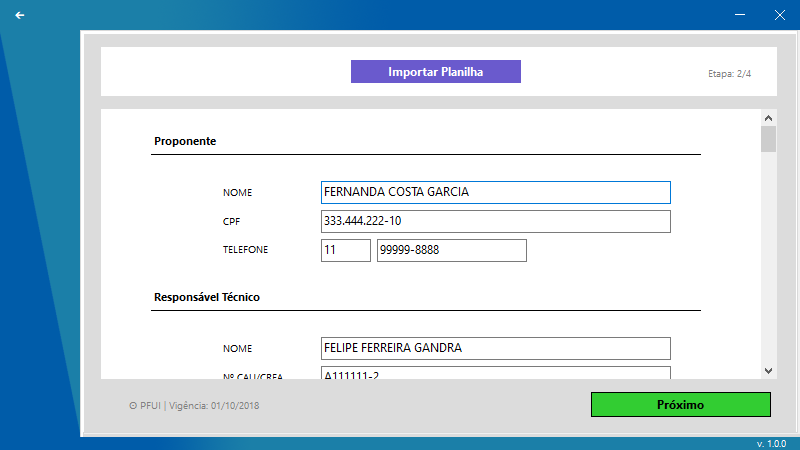 Importar Planilha
Etapa: 2/4
Proponente
NOME FERNANDA COSTA GARCIA
CPF 333.444.222-10
TELEFONE 11 99999-8888
Responsável Técnico
NOME FELIPE FERREIRA GANDRA
Nº CAU/CREA A111111-2
PFUI | Vigência: 01/10/2018
Próximo
v. 1.0.0